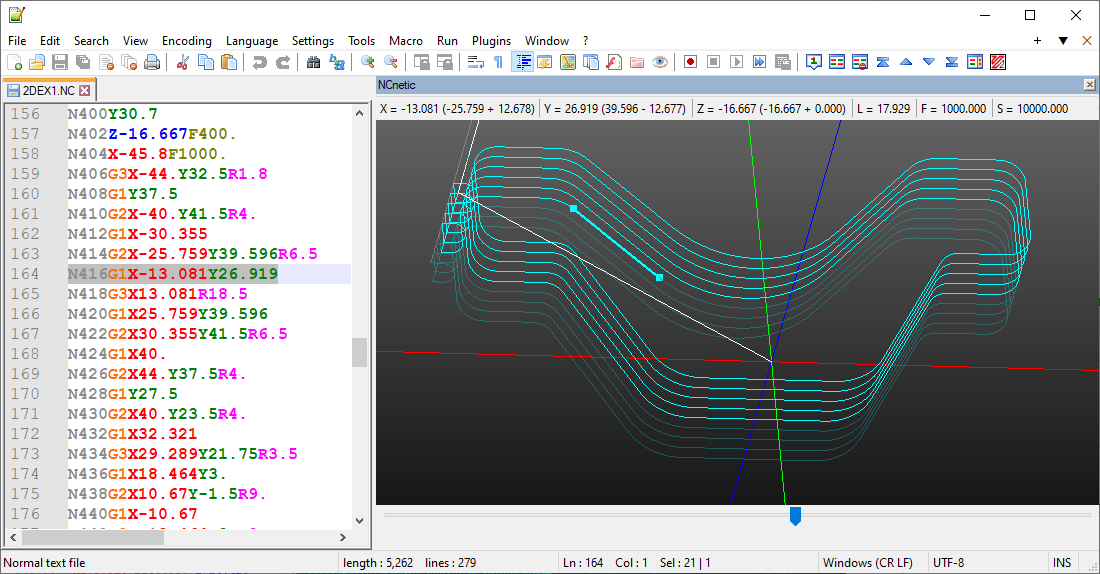 File Edit Search View Encoding Language Settings Tools Macro Run Plugins Window ? + ▼ ✕
2DEX1.NC
NCnetic
X = -13.081 (-25.759 + 12.678) Y = 26.919 (39.596 - 12.677) Z = -16.667 (-16.667 + 0.000) L = 17.929 F = 1000.000 S = 10000.000
156 N400Y30.7
157 N402Z-16.667F400.
158 N404X-45.8F1000.
159 N406G3X-44.Y32.5R1.8
160 N408G1Y37.5
161 N410G2X-40.Y41.5R4.
162 N412G1X-30.355
163 N414G2X-25.759Y39.596R6.5
164 N416G1X-13.081Y26.919
165 N418G3X13.081R18.5
166 N420G1X25.759Y39.596
167 N422G2X30.355Y41.5R6.5
168 N424G1X40.
169 N426G2X44.Y37.5R4.
170 N428G1Y27.5
171 N430G2X40.Y23.5R4.
172 N432G1X32.321
173 N434G3X29.289Y21.75R3.5
174 N436G1X18.464Y3.
175 N438G2X10.67Y-1.5R9.
176 N440G1X-10.67
Normal text file length : 5,262 lines : 279 Ln : 164 Col : 1 Sel : 21 | 1 Windows (CR LF) UTF-8 INS